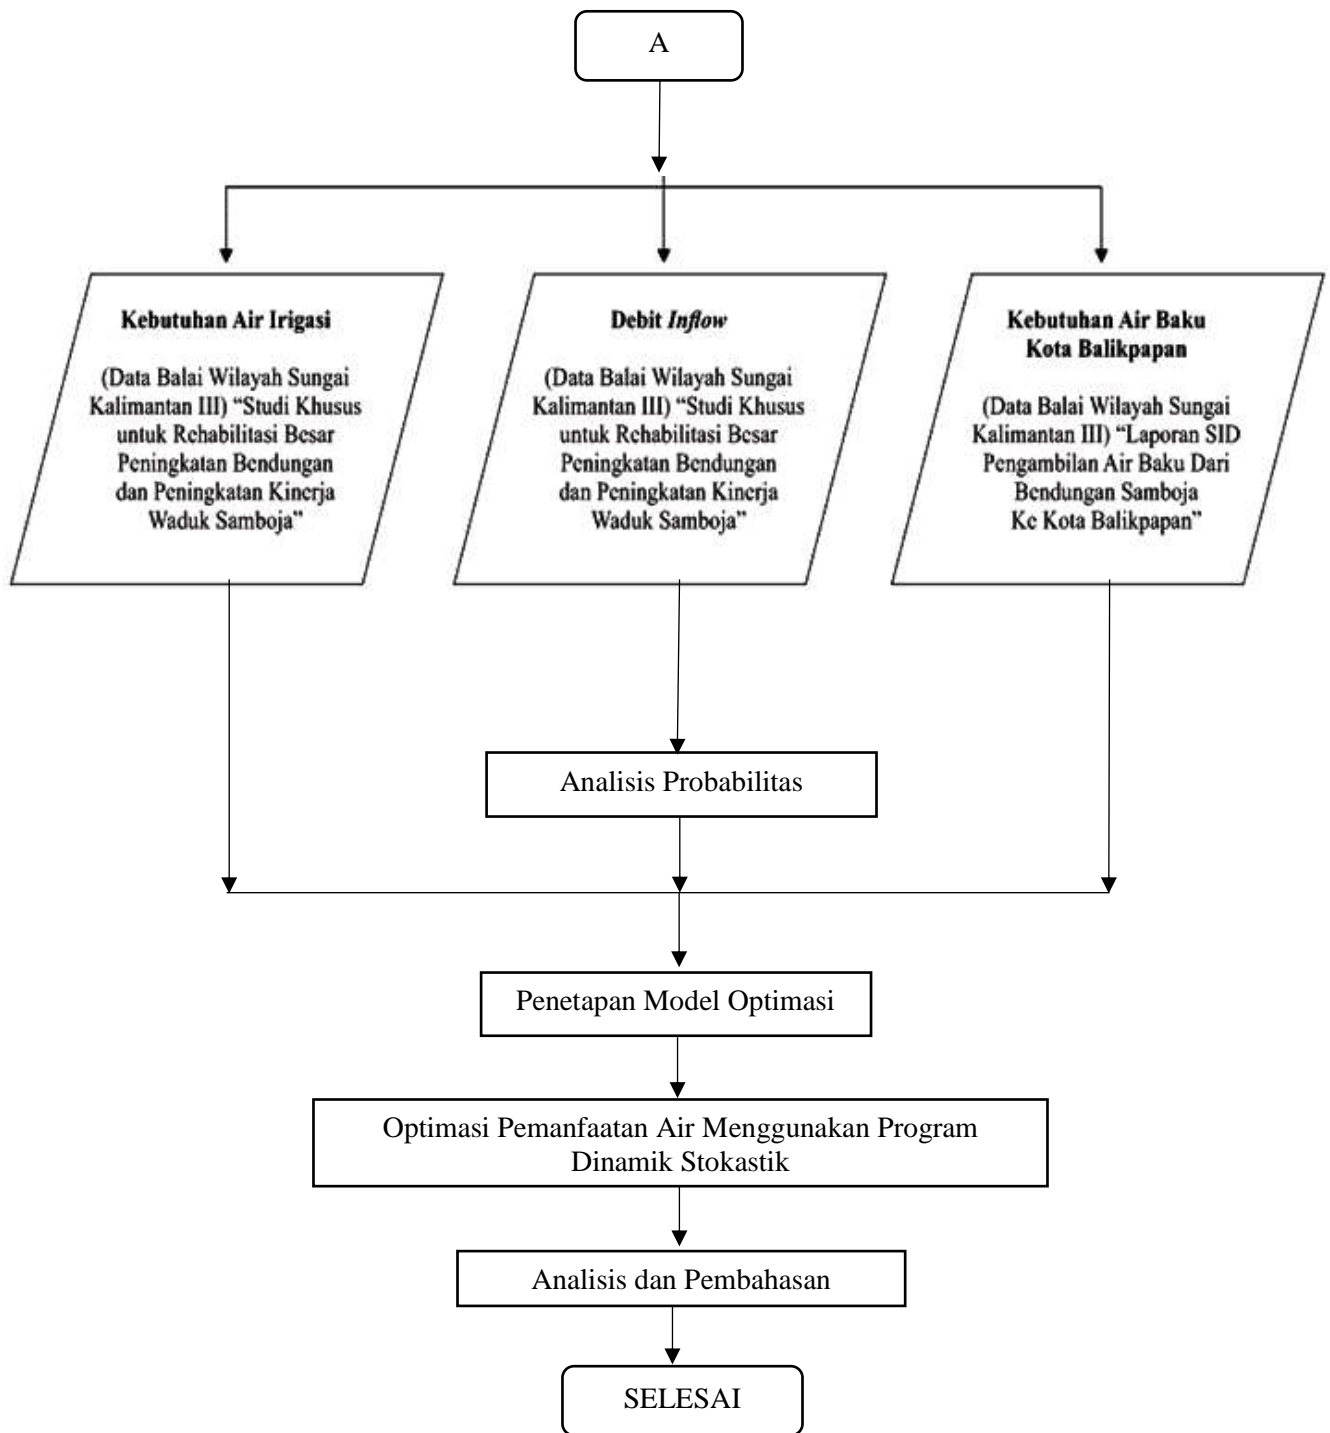 A
Kebutuhan Air Irigasi
(Data Balai Wilayah Sungai
Kalimantan III) “Studi Khusus
untuk Rehabilitasi Besar
Peningkatan Bendungan
dan Peningkatan Kinerja
Waduk Samboja”
Debit Inflow
(Data Balai Wilayah Sungai
Kalimantan III) “Studi Khusus
untuk Rehabilitasi Besar
Peningkatan Bendungan
dan Peningkatan Kinerja
Waduk Samboja”
Kebutuhan Air Baku
Kota Balikpapan
(Data Balai Wilayah Sungai
Kalimantan III) “Laporan SID
Pengambilan Air Baku Dari
Bendungan Samboja
Ke Kota Balikpapan”
Analisis Probabilitas
Penetapan Model Optimasi
Optimasi Pemanfaatan Air Menggunakan Program
Dinamik Stokastik
Analisis dan Pembahasan
SELESAI